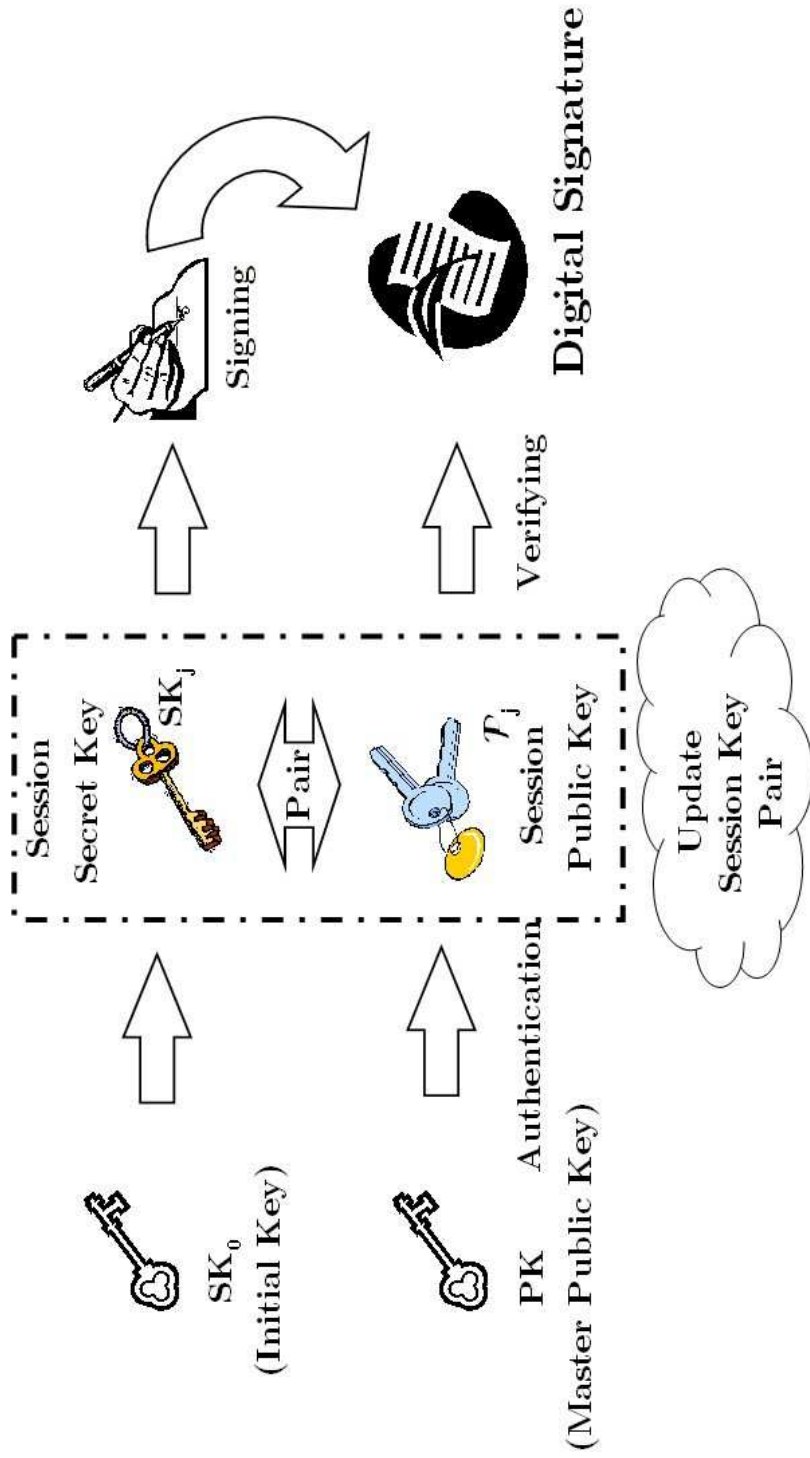 SK₀
(Initial Key)
Session
Secret Key
SKⱼ
Signing
Pair
PK
(Master Public Key)
Authentication
𝒫ⱼ
Session
Public Key
Verifying
Digital Signature
Update
Session Key
Pair